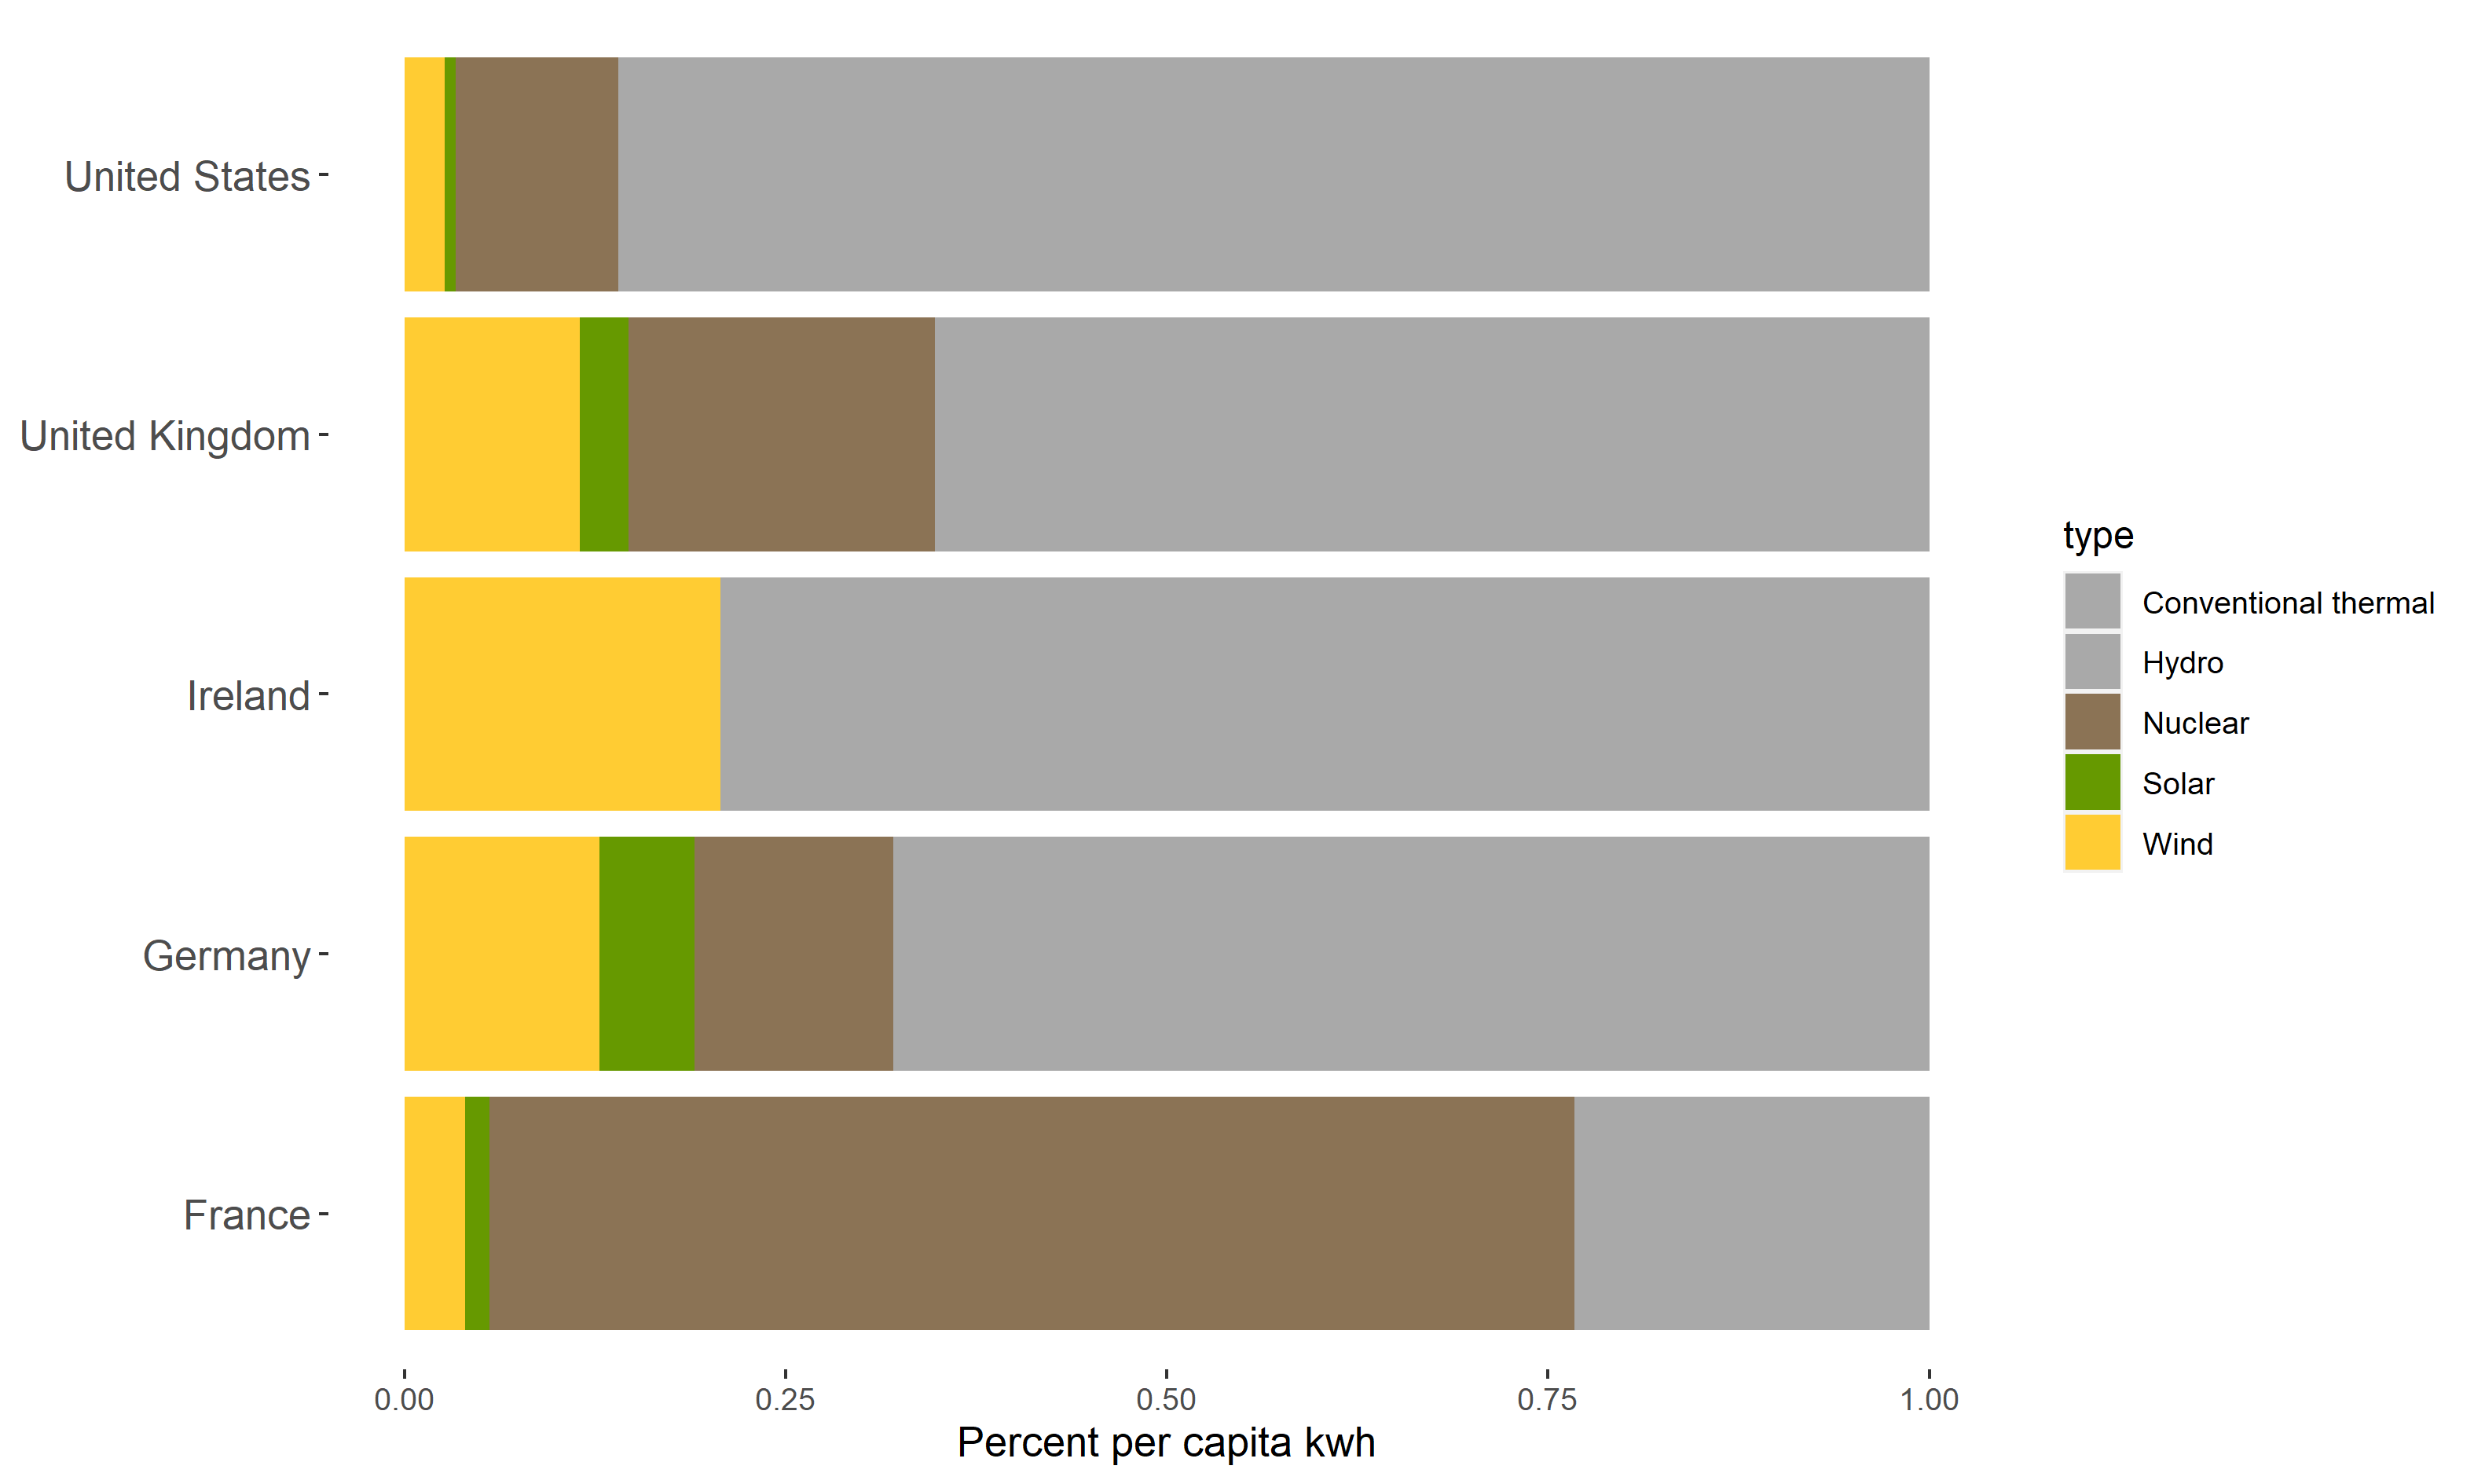 United States
United Kingdom
Ireland
Germany
France
0.00 0.25 0.50 0.75 1.00
Percent per capita kwh
type
Conventional thermal
Hydro
Nuclear
Solar
Wind